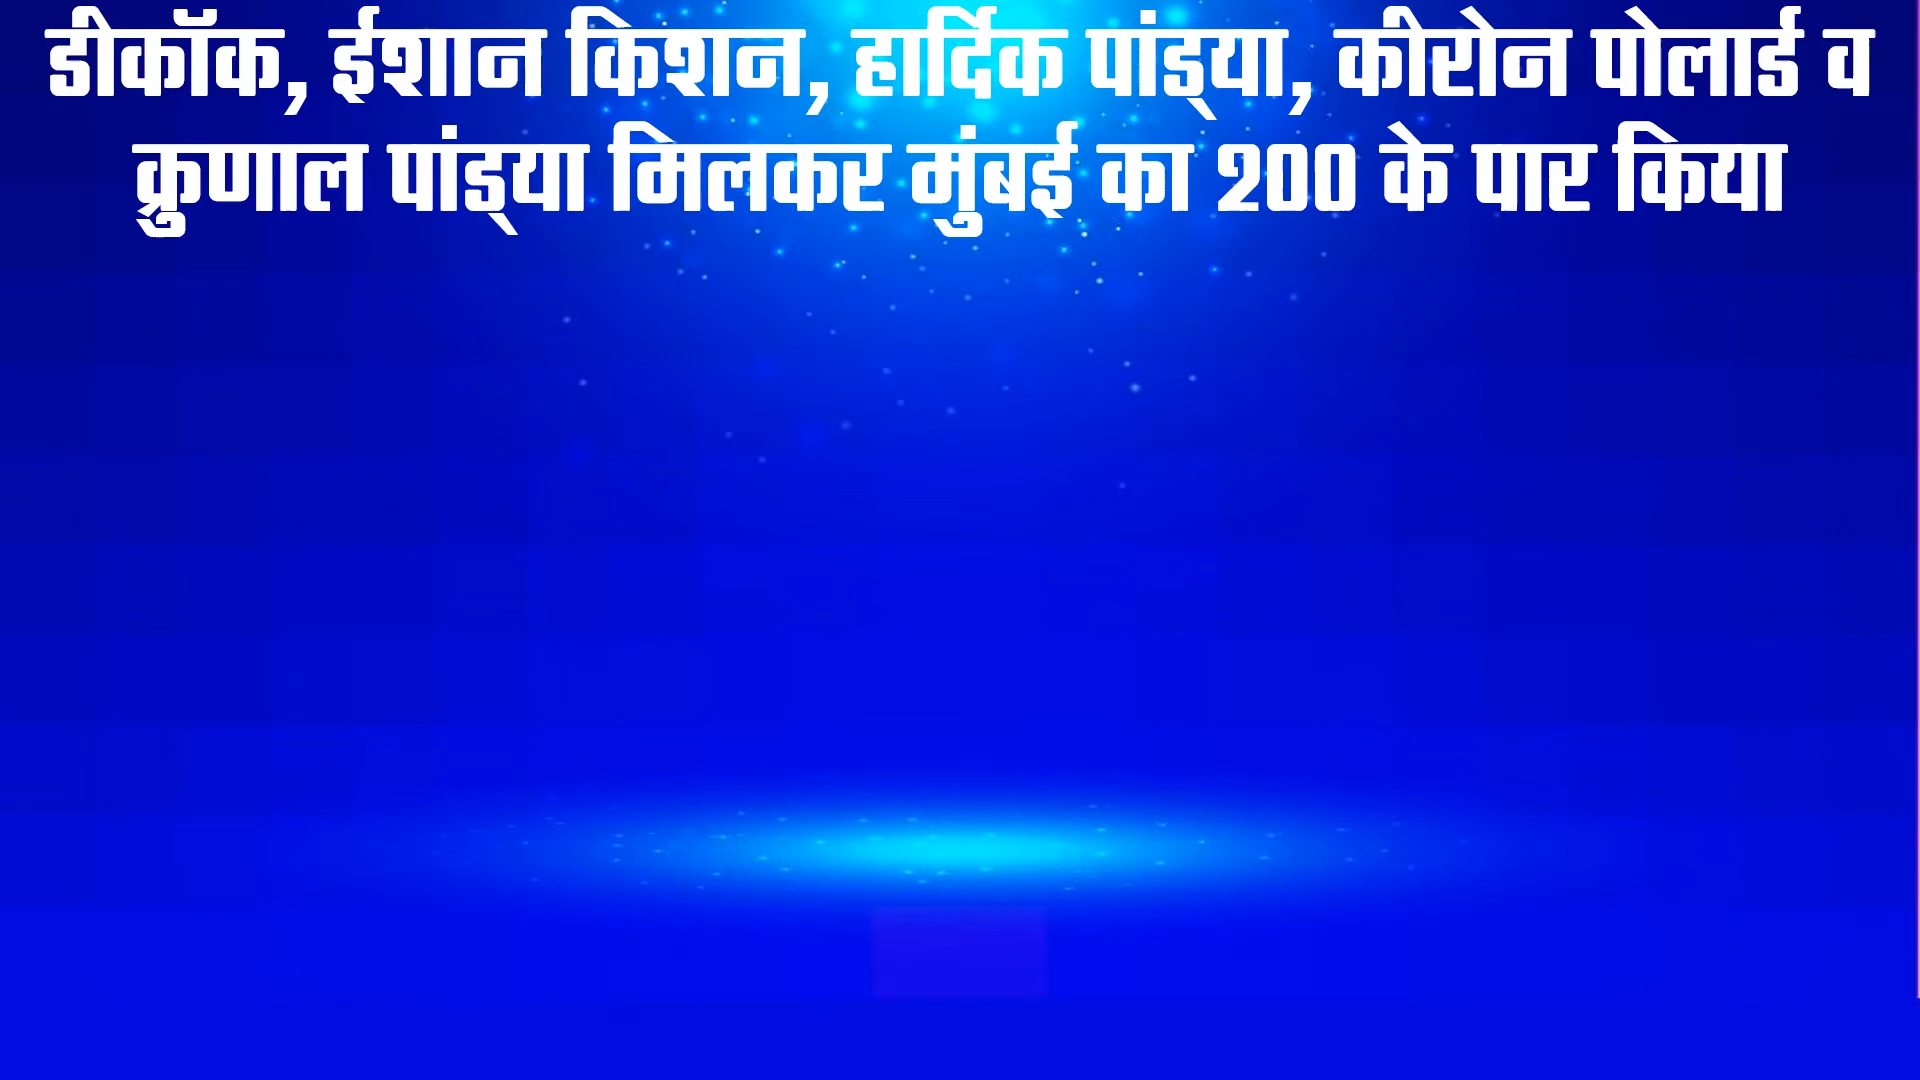 डीकॉक, ईशान किशन, हार्दिक पांड्या, कीरोन पोलार्ड व
क्रुणाल पांड्या मिलकर मुंबई का 200 के पार किया